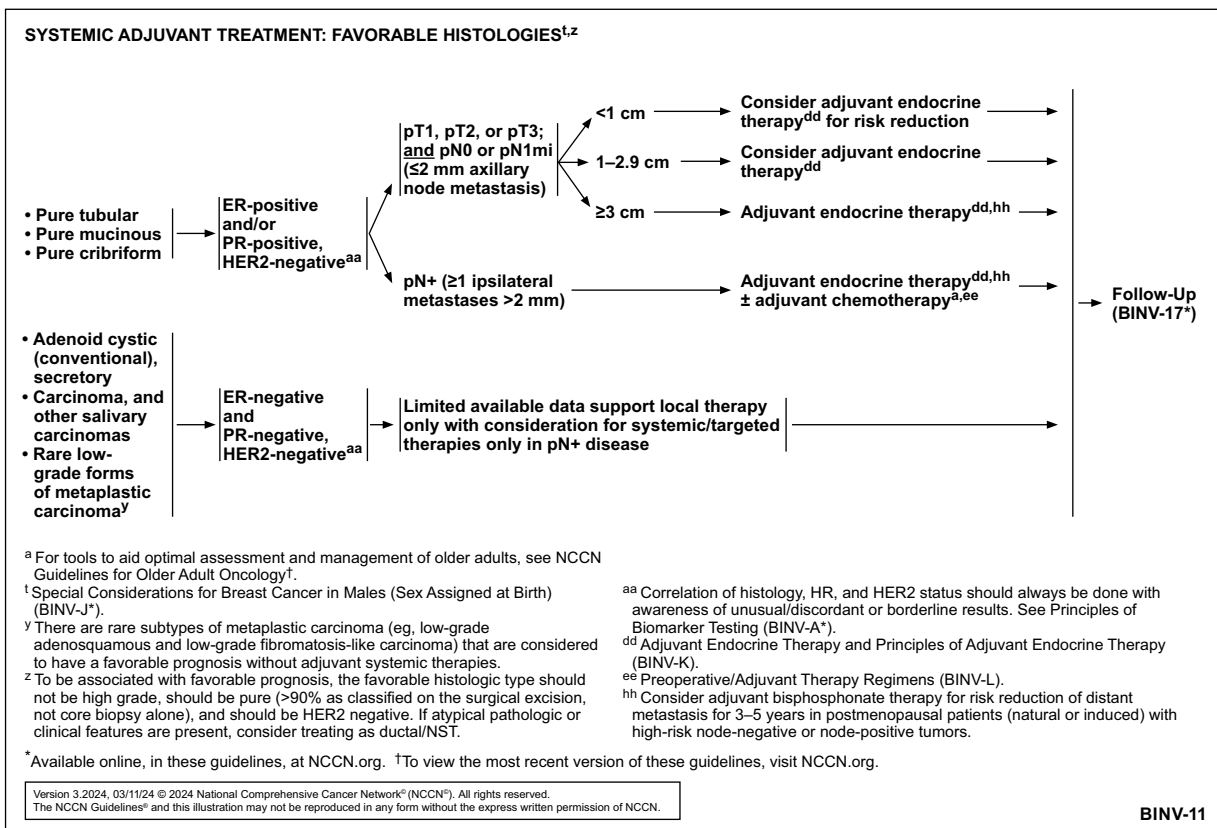 SYSTEMIC ADJUVANT TREATMENT: FAVORABLE HISTOLOGIESt,z
• Pure tubular
• Pure mucinous
• Pure cribriform
ER-positive
and/or
PR-positive,
HER2-negativeaa
pT1, pT2, or pT3;
and pN0 or pN1mi
(≤2 mm axillary
node metastasis)
<1 cm
Consider adjuvant endocrine
therapydd for risk reduction
1–2.9 cm
Consider adjuvant endocrine
therapydd
≥3 cm
Adjuvant endocrine therapydd,hh
pN+ (≥1 ipsilateral
metastases >2 mm)
Adjuvant endocrine therapydd,hh
± adjuvant chemotherapya,ee
Follow-Up
(BINV-17*)
• Adenoid cystic
(conventional),
secretory
• Carcinoma, and
other salivary
carcinomas
• Rare low-
grade forms
of metaplastic
carcinomay
ER-negative
and
PR-negative,
HER2-negativeaa
Limited available data support local therapy
only with consideration for systemic/targeted
therapies only in pN+ disease
a For tools to aid optimal assessment and management of older adults, see NCCN
Guidelines for Older Adult Oncology†.
t Special Considerations for Breast Cancer in Males (Sex Assigned at Birth)
(BINV-J*).
y There are rare subtypes of metaplastic carcinoma (eg, low-grade
adenosquamous and low-grade fibromatosis-like carcinoma) that are considered
to have a favorable prognosis without adjuvant systemic therapies.
z To be associated with favorable prognosis, the favorable histologic type should
not be high grade, should be pure (>90% as classified on the surgical excision,
not core biopsy alone), and should be HER2 negative. If atypical pathologic or
clinical features are present, consider treating as ductal/NST.
aa Correlation of histology, HR, and HER2 status should always be done with
awareness of unusual/discordant or borderline results. See Principles of
Biomarker Testing (BINV-A*).
dd Adjuvant Endocrine Therapy and Principles of Adjuvant Endocrine Therapy
(BINV-K).
ee Preoperative/Adjuvant Therapy Regimens (BINV-L).
hh Consider adjuvant bisphosphonate therapy for risk reduction of distant
metastasis for 3–5 years in postmenopausal patients (natural or induced) with
high-risk node-negative or node-positive tumors.
*Available online, in these guidelines, at NCCN.org. †To view the most recent version of these guidelines, visit NCCN.org.
Version 3.2024, 03/11/24 © 2024 National Comprehensive Cancer Network© (NCCN©). All rights reserved.
The NCCN Guidelines® and this illustration may not be reproduced in any form without the express written permission of NCCN.
BINV-11